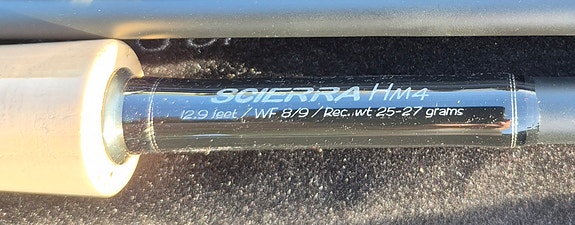 SCIERRA HM4
12.9 feet / WF 8/9 / Rec. wt 25-27 grams